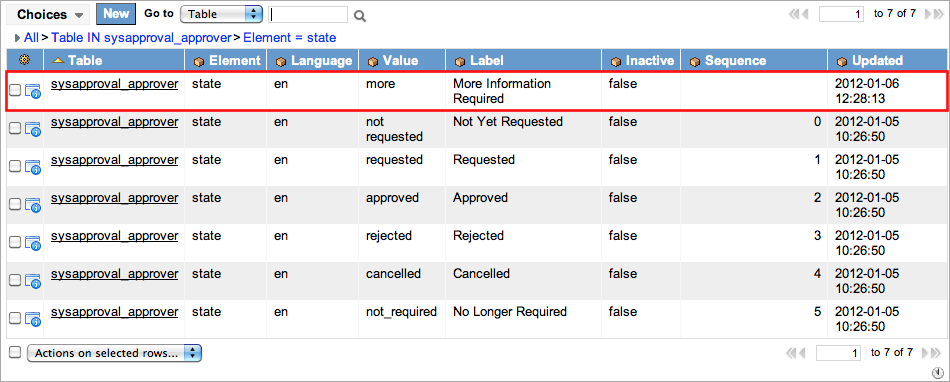 Choices New Go to Table 1 to 7 of 7
All > Table IN sysapproval_approver > Element = state
Table Element Language Value Label Inactive Sequence Updated
sysapproval_approver state en more More Information false 2012-01-06
Required 12:28:13
sysapproval_approver state en not Not Yet Requested false 0 2012-01-05
requested 10:26:50
sysapproval_approver state en requested Requested false 1 2012-01-05
10:26:50
sysapproval_approver state en approved Approved false 2 2012-01-05
10:26:50
sysapproval_approver state en rejected Rejected false 3 2012-01-05
10:26:50
sysapproval_approver state en cancelled Cancelled false 4 2012-01-05
10:26:50
sysapproval_approver state en not_required No Longer Required false 5 2012-01-05
10:26:50
Actions on selected rows... 1 to 7 of 7